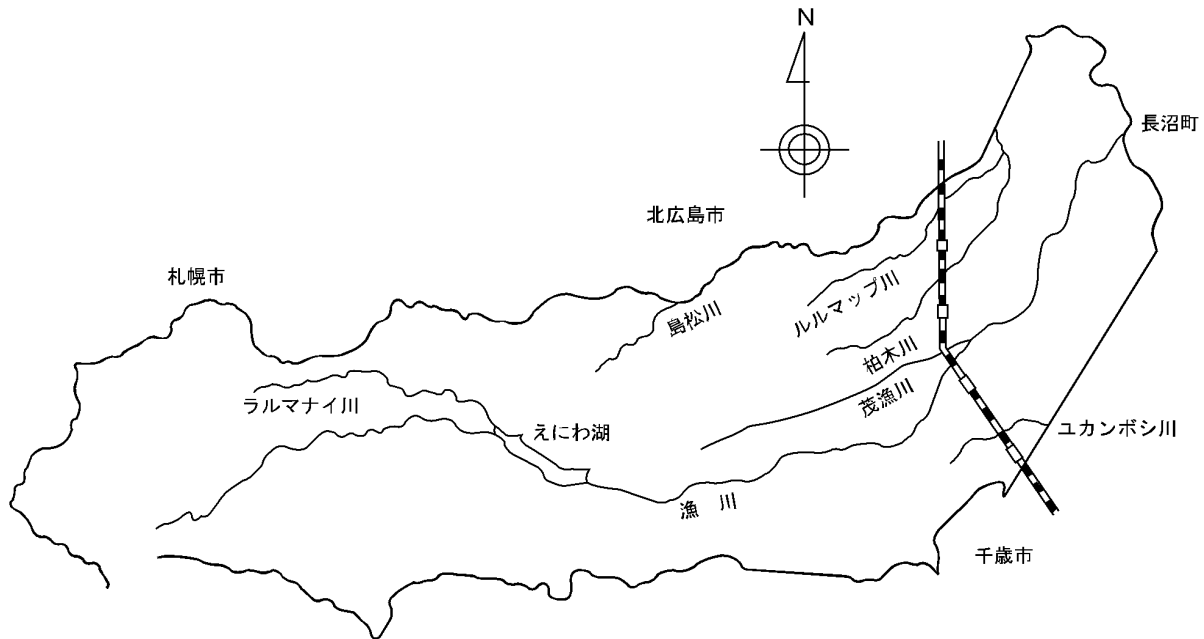 N
長沼町
北広島市
札幌市
ルルマップ川
島松川
柏木川
ラルマナイ川
茂漁川
えにわ湖
ユカンボシ川
漁 川
千歳市